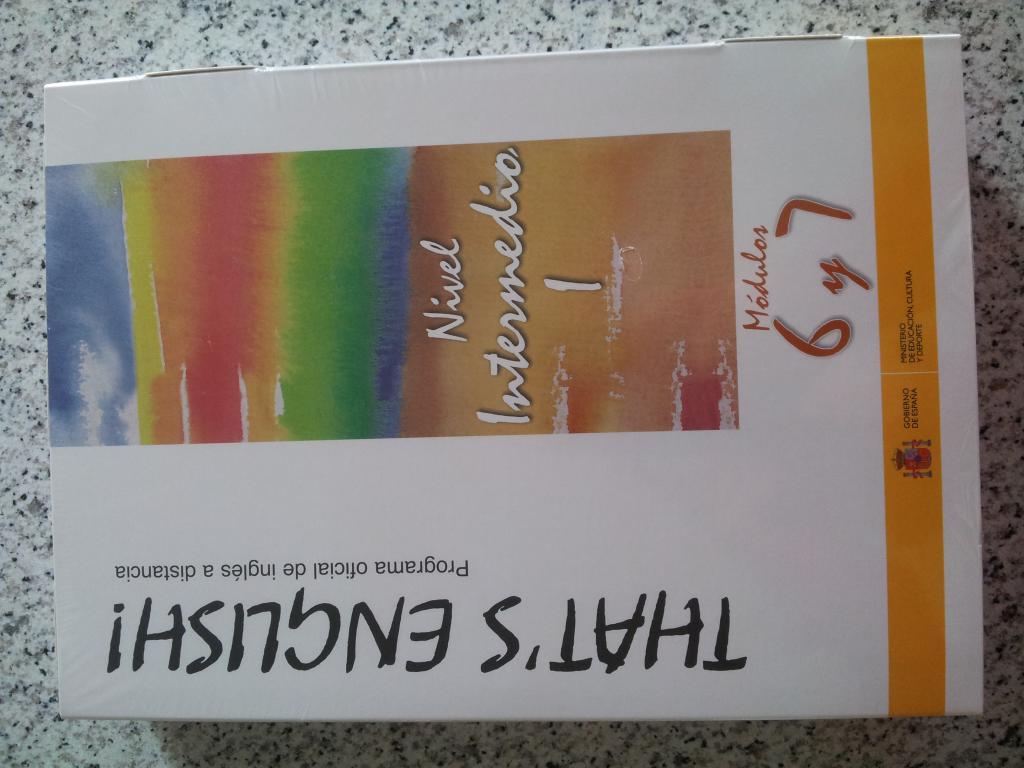 THAT'S ENGLISH!
Programa oficial de inglés a distancia
Nivel
Intermedio
1
Módulos
6 y 7
GOBIERNO
DE ESPAÑA
MINISTERIO
DE EDUCACIÓN, CULTURA
Y DEPORTE